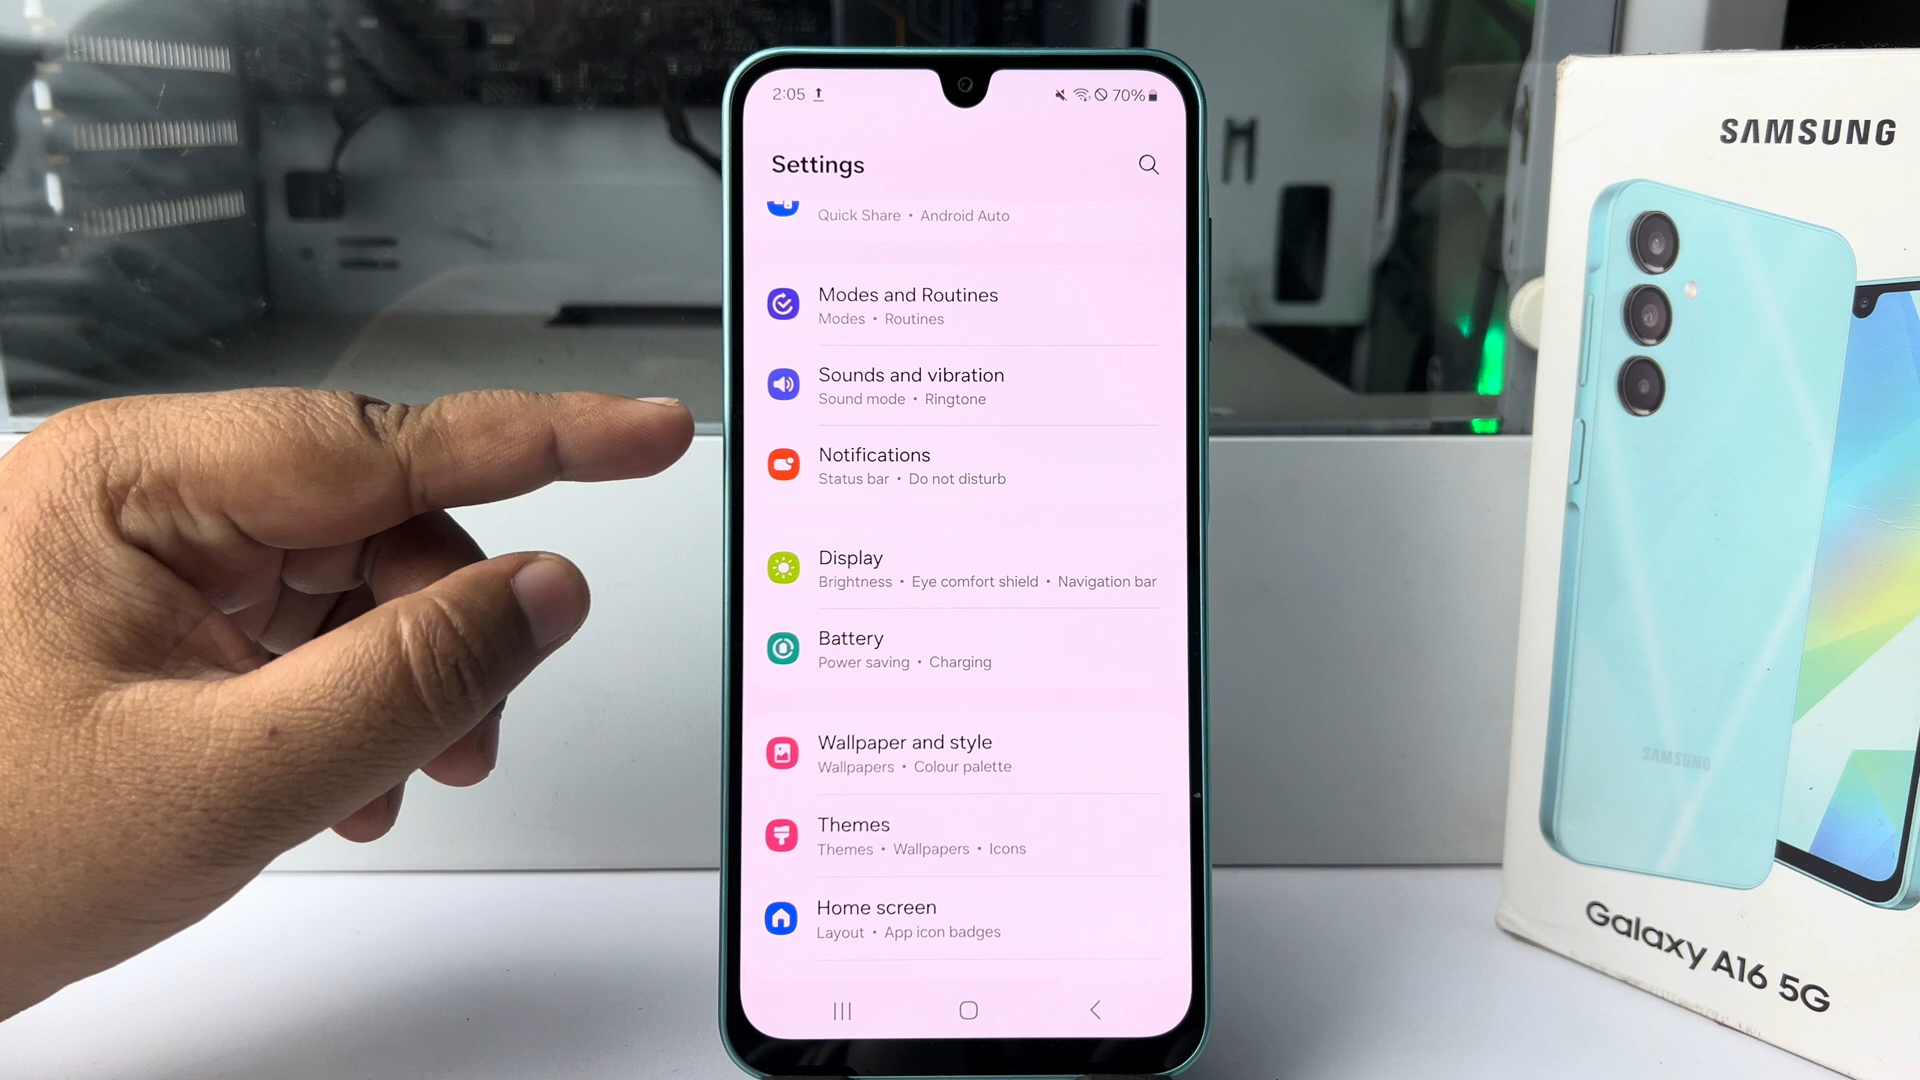 2:05
70%
Settings
Quick Share • Android Auto
Modes and Routines
Modes • Routines
Sounds and vibration
Sound mode • Ringtone
Notifications
Status bar • Do not disturb
Display
Brightness • Eye comfort shield • Navigation bar
Battery
Power saving • Charging
Wallpaper and style
Wallpapers • Colour palette
Themes
Themes • Wallpapers • Icons
Home screen
Layout • App icon badges
SAMSUNG
SAMSUNG
Galaxy A16 5G